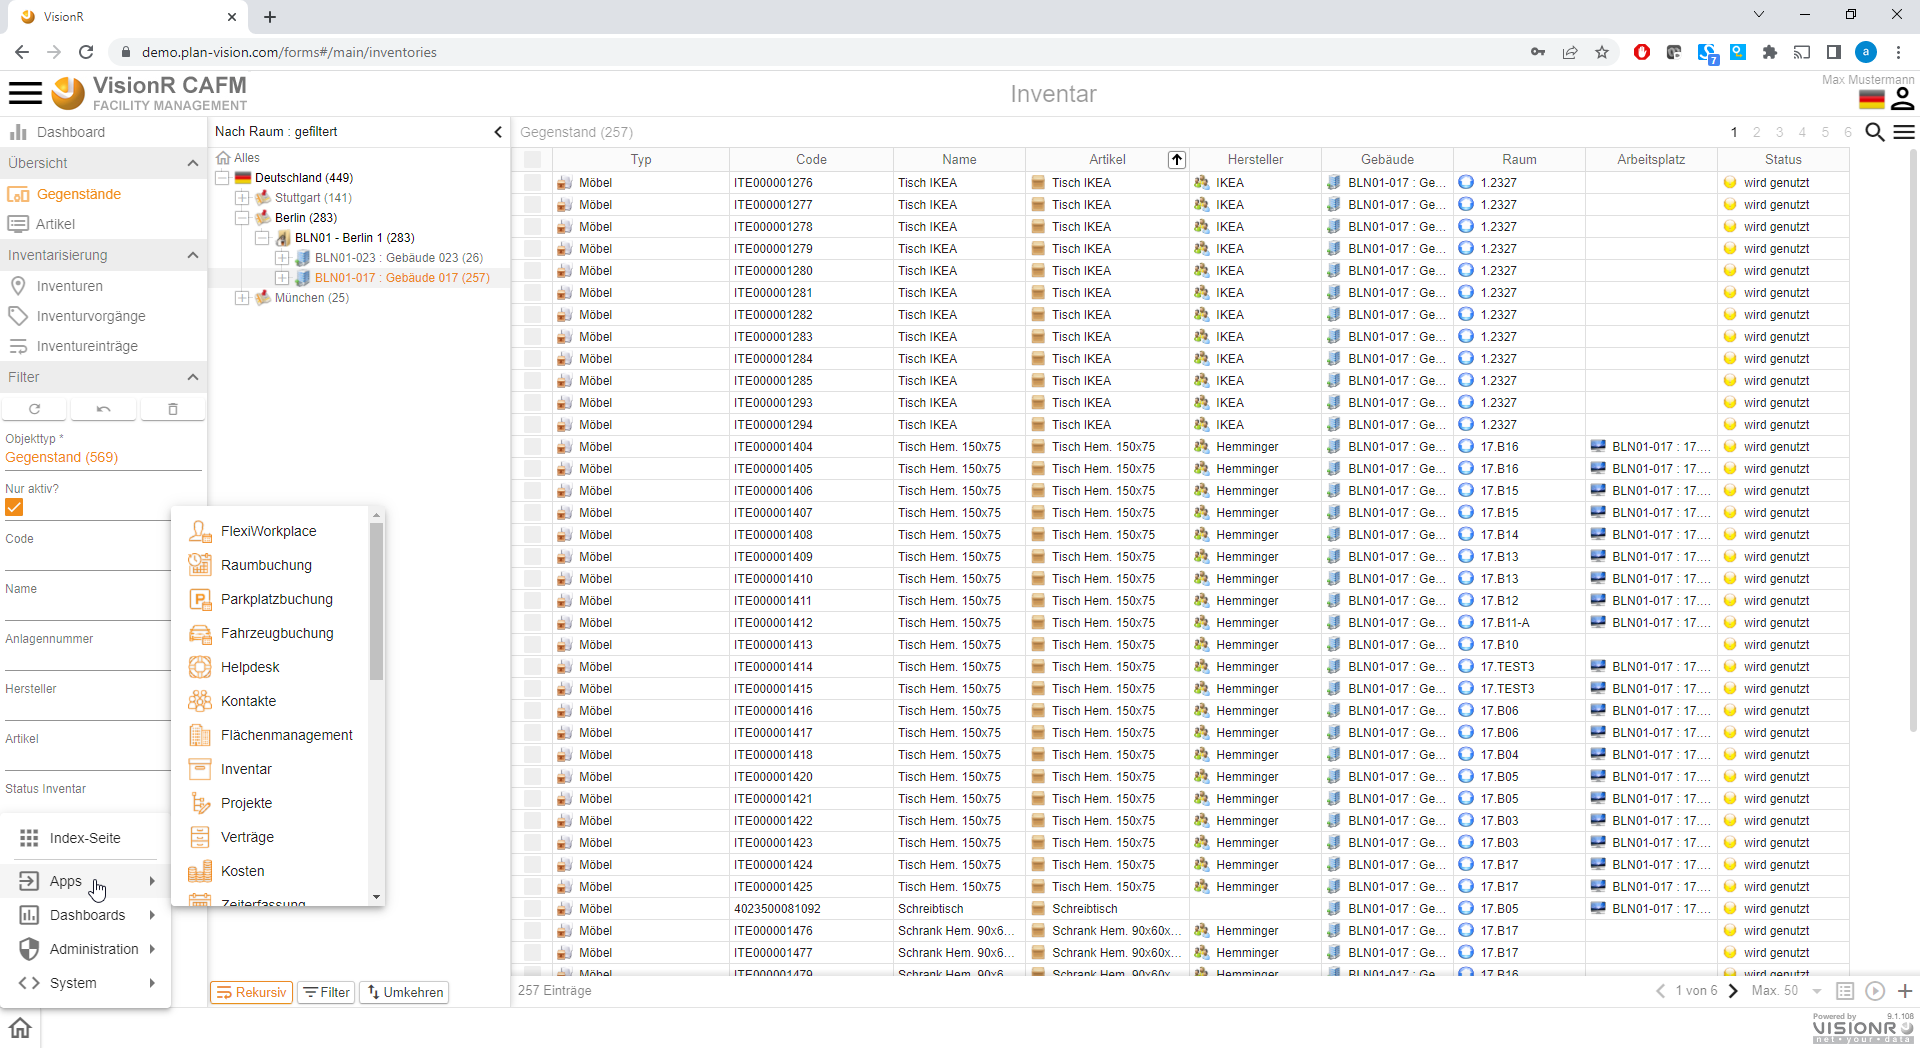 VisionR
demo.plan-vision.com/forms#/main/inventories
7
a
VisionR CAFM
FACILITY MANAGEMENT
Inventar
Max Mustermann
Dashboard
Übersicht
Gegenstände
Artikel
Inventarisierung
Inventuren
Inventurvorgänge
Inventureinträge
Filter
Objekttyp *
Gegenstand (569)
Nur aktiv?
Code
Name
Anlagennummer
Hersteller
Artikel
Status Inventar
Index-Seite
Apps
Dashboards
Administration
System
FlexiWorkplace
Raumbuchung
Parkplatzbuchung
Fahrzeugbuchung
Helpdesk
Kontakte
Flächenmanagement
Inventar
Projekte
Verträge
Kosten
Zeiterfassung
Nach Raum : gefiltert
Alles
Deutschland (449)
Stuttgart (141)
Berlin (283)
BLN01 - Berlin 1 (283)
BLN01-023 : Gebäude 023 (26)
BLN01-017 : Gebäude 017 (257)
München (25)
Rekursiv Filter Umkehren
Gegenstand (257) 1 2 3 4 5 6
Typ Code Name Artikel Hersteller Gebäude Raum Arbeitsplatz Status
Möbel ITE000001276 Tisch IKEA Tisch IKEA IKEA BLN01-017 : Ge... 1.2327 wird genutzt
Möbel ITE000001277 Tisch IKEA Tisch IKEA IKEA BLN01-017 : Ge... 1.2327 wird genutzt
Möbel ITE000001278 Tisch IKEA Tisch IKEA IKEA BLN01-017 : Ge... 1.2327 wird genutzt
Möbel ITE000001279 Tisch IKEA Tisch IKEA IKEA BLN01-017 : Ge... 1.2327 wird genutzt
Möbel ITE000001280 Tisch IKEA Tisch IKEA IKEA BLN01-017 : Ge... 1.2327 wird genutzt
Möbel ITE000001281 Tisch IKEA Tisch IKEA IKEA BLN01-017 : Ge... 1.2327 wird genutzt
Möbel ITE000001282 Tisch IKEA Tisch IKEA IKEA BLN01-017 : Ge... 1.2327 wird genutzt
Möbel ITE000001283 Tisch IKEA Tisch IKEA IKEA BLN01-017 : Ge... 1.2327 wird genutzt
Möbel ITE000001284 Tisch IKEA Tisch IKEA IKEA BLN01-017 : Ge... 1.2327 wird genutzt
Möbel ITE000001285 Tisch IKEA Tisch IKEA IKEA BLN01-017 : Ge... 1.2327 wird genutzt
Möbel ITE000001293 Tisch IKEA Tisch IKEA IKEA BLN01-017 : Ge... 1.2327 wird genutzt
Möbel ITE000001294 Tisch IKEA Tisch IKEA IKEA BLN01-017 : Ge... 1.2327 wird genutzt
Möbel ITE000001404 Tisch Hem. 150x75 Tisch Hem. 150x75 Hemminger BLN01-017 : Ge... 17.B16 BLN01-017 : 17.... wird genutzt
Möbel ITE000001405 Tisch Hem. 150x75 Tisch Hem. 150x75 Hemminger BLN01-017 : Ge... 17.B16 BLN01-017 : 17.... wird genutzt
Möbel ITE000001406 Tisch Hem. 150x75 Tisch Hem. 150x75 Hemminger BLN01-017 : Ge... 17.B15 BLN01-017 : 17.... wird genutzt
Möbel ITE000001407 Tisch Hem. 150x75 Tisch Hem. 150x75 Hemminger BLN01-017 : Ge... 17.B15 BLN01-017 : 17.... wird genutzt
Möbel ITE000001408 Tisch Hem. 150x75 Tisch Hem. 150x75 Hemminger BLN01-017 : Ge... 17.B14 BLN01-017 : 17.... wird genutzt
Möbel ITE000001409 Tisch Hem. 150x75 Tisch Hem. 150x75 Hemminger BLN01-017 : Ge... 17.B13 BLN01-017 : 17.... wird genutzt
Möbel ITE000001410 Tisch Hem. 150x75 Tisch Hem. 150x75 Hemminger BLN01-017 : Ge... 17.B13 BLN01-017 : 17.... wird genutzt
Möbel ITE000001411 Tisch Hem. 150x75 Tisch Hem. 150x75 Hemminger BLN01-017 : Ge... 17.B12 BLN01-017 : 17.... wird genutzt
Möbel ITE000001412 Tisch Hem. 150x75 Tisch Hem. 150x75 Hemminger BLN01-017 : Ge... 17.B11-A BLN01-017 : 17.... wird genutzt
Möbel ITE000001413 Tisch Hem. 150x75 Tisch Hem. 150x75 Hemminger BLN01-017 : Ge... 17.B10 wird genutzt
Möbel ITE000001414 Tisch Hem. 150x75 Tisch Hem. 150x75 Hemminger BLN01-017 : Ge... 17.TEST3 BLN01-017 : 17.... wird genutzt
Möbel ITE000001415 Tisch Hem. 150x75 Tisch Hem. 150x75 Hemminger BLN01-017 : Ge... 17.TEST3 BLN01-017 : 17.... wird genutzt
Möbel ITE000001416 Tisch Hem. 150x75 Tisch Hem. 150x75 Hemminger BLN01-017 : Ge... 17.B06 BLN01-017 : 17.... wird genutzt
Möbel ITE000001417 Tisch Hem. 150x75 Tisch Hem. 150x75 Hemminger BLN01-017 : Ge... 17.B06 BLN01-017 : 17.... wird genutzt
Möbel ITE000001418 Tisch Hem. 150x75 Tisch Hem. 150x75 Hemminger BLN01-017 : Ge... 17.B04 BLN01-017 : 17.... wird genutzt
Möbel ITE000001420 Tisch Hem. 150x75 Tisch Hem. 150x75 Hemminger BLN01-017 : Ge... 17.B05 BLN01-017 : 17.... wird genutzt
Möbel ITE000001421 Tisch Hem. 150x75 Tisch Hem. 150x75 Hemminger BLN01-017 : Ge... 17.B05 BLN01-017 : 17.... wird genutzt
Möbel ITE000001422 Tisch Hem. 150x75 Tisch Hem. 150x75 Hemminger BLN01-017 : Ge... 17.B03 BLN01-017 : 17.... wird genutzt
Möbel ITE000001423 Tisch Hem. 150x75 Tisch Hem. 150x75 Hemminger BLN01-017 : Ge... 17.B03 BLN01-017 : 17.... wird genutzt
Möbel ITE000001424 Tisch Hem. 150x75 Tisch Hem. 150x75 Hemminger BLN01-017 : Ge... 17.B17 BLN01-017 : 17.... wird genutzt
Möbel ITE000001425 Tisch Hem. 150x75 Tisch Hem. 150x75 Hemminger BLN01-017 : Ge... 17.B17 BLN01-017 : 17.... wird genutzt
Möbel 4023500081092 Schreibtisch Schreibtisch BLN01-017 : Ge... 17.B05 BLN01-017 : 17.... wird genutzt
Möbel ITE000001476 Schrank Hem. 90x6... Schrank Hem. 90x60x... Hemminger BLN01-017 : Ge... 17.B17 wird genutzt
Möbel ITE000001477 Schrank Hem. 90x6... Schrank Hem. 90x60x... Hemminger BLN01-017 : Ge... 17.B17 wird genutzt
Möbel ITE000001479 Schrank Hem. 90x6... Schrank Hem. 90x60x... Hemminger BLN01-017 : Ge... 17.B16 wird genutzt
257 Einträge 1 von 6 Max. 50
Powered by 9.1.108
VISIONR
net • your • data